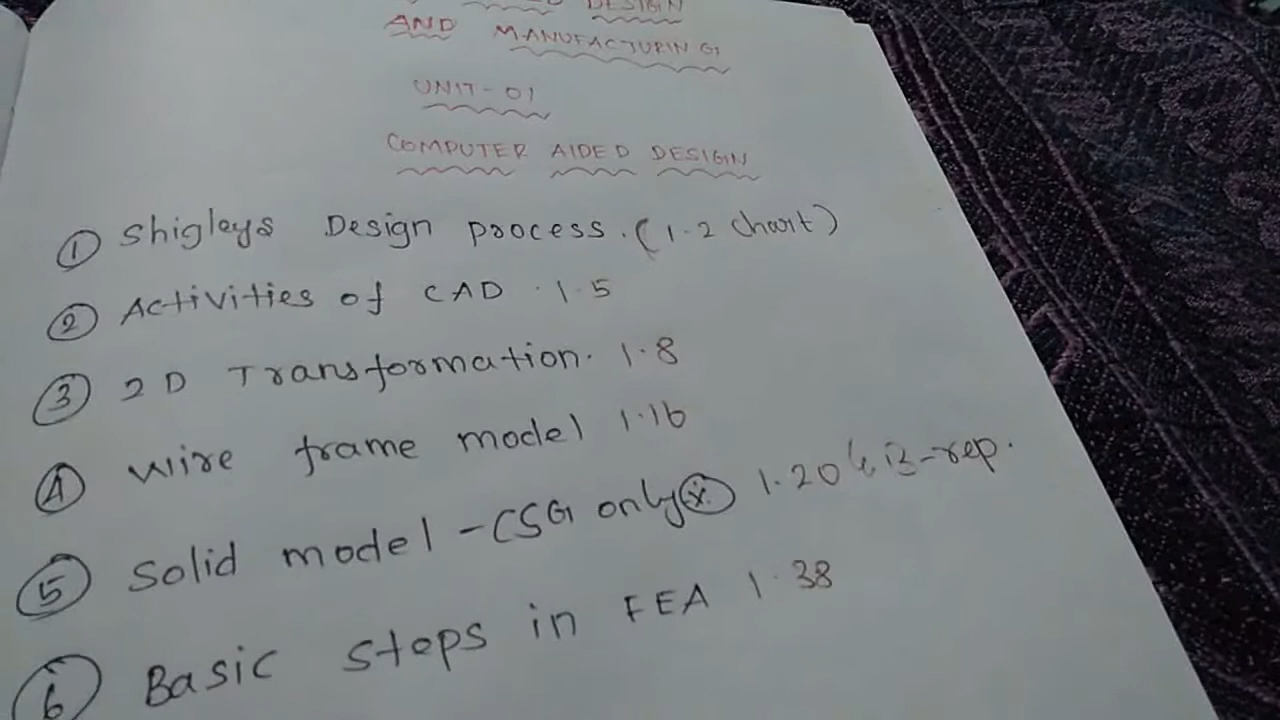 DESIGN
AND MANUFACTURING
UNIT-01
COMPUTER AIDED DESIGN
① Shigleys Design process. (1.2 chart)
② Activities of CAD . 1.5
③ 2D Transformation. 1.8
④ wire frame model 1.16
⑤ Solid model - CSG only * 1.20 & B-rep.
⑥ Basic steps in FEA 1.38